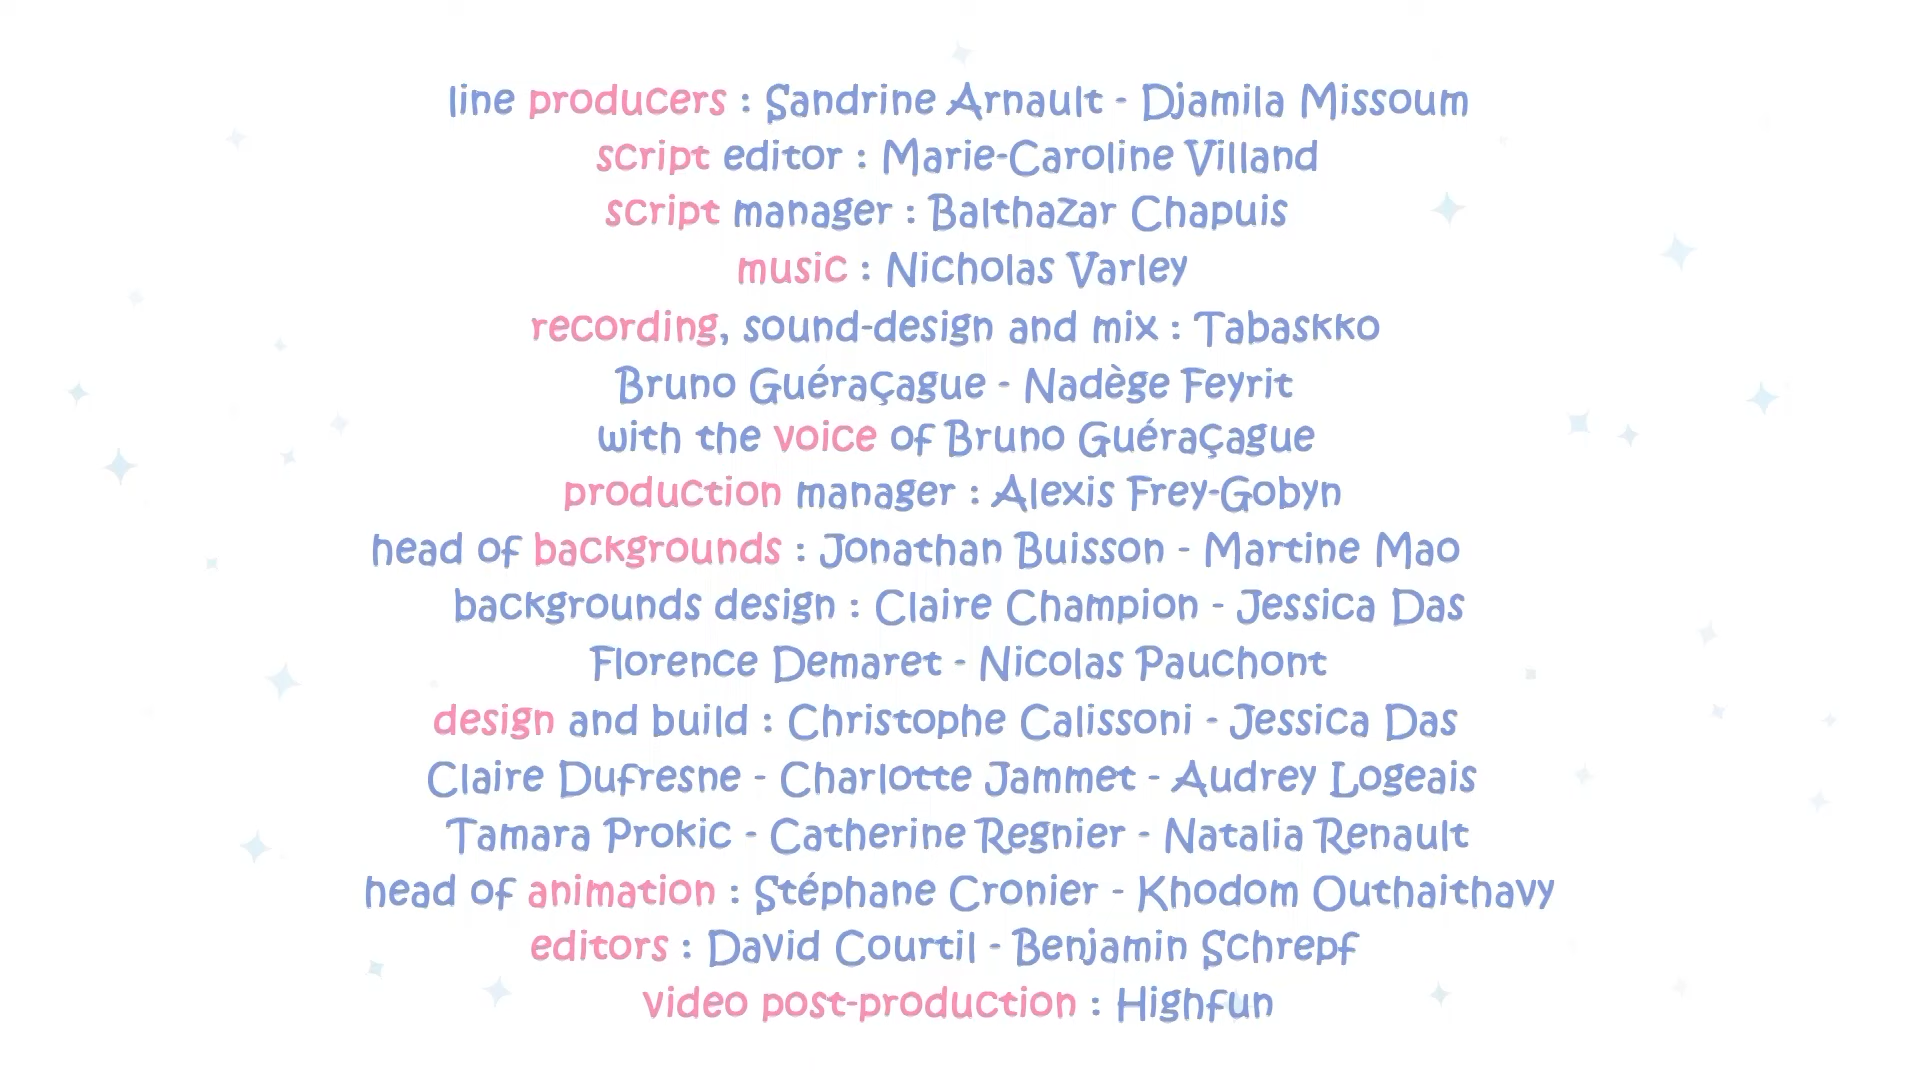 line producers : Sandrine Arnault - Djamila Missoum
script editor : Marie-Caroline Villand
script manager : Balthazar Chapuis
music : Nicholas Varley
recording, sound-design and mix : Tabaskko
Bruno Guéraçague - Nadège Feyrit
with the voice of Bruno Guéraçague
production manager : Alexis Frey-Gobyn
head of backgrounds : Jonathan Buisson - Martine Mao
backgrounds design : Claire Champion - Jessica Das
Florence Demaret - Nicolas Pauchont
design and build : Christophe Calissoni - Jessica Das
Claire Dufresne - Charlotte Jammet - Audrey Logeais
Tamara Prokic - Catherine Regnier - Natalia Renault
head of animation : Stéphane Cronier - Khodom Outhaithavy
editors : David Courtil - Benjamin Schrepf
video post-production : Highfun